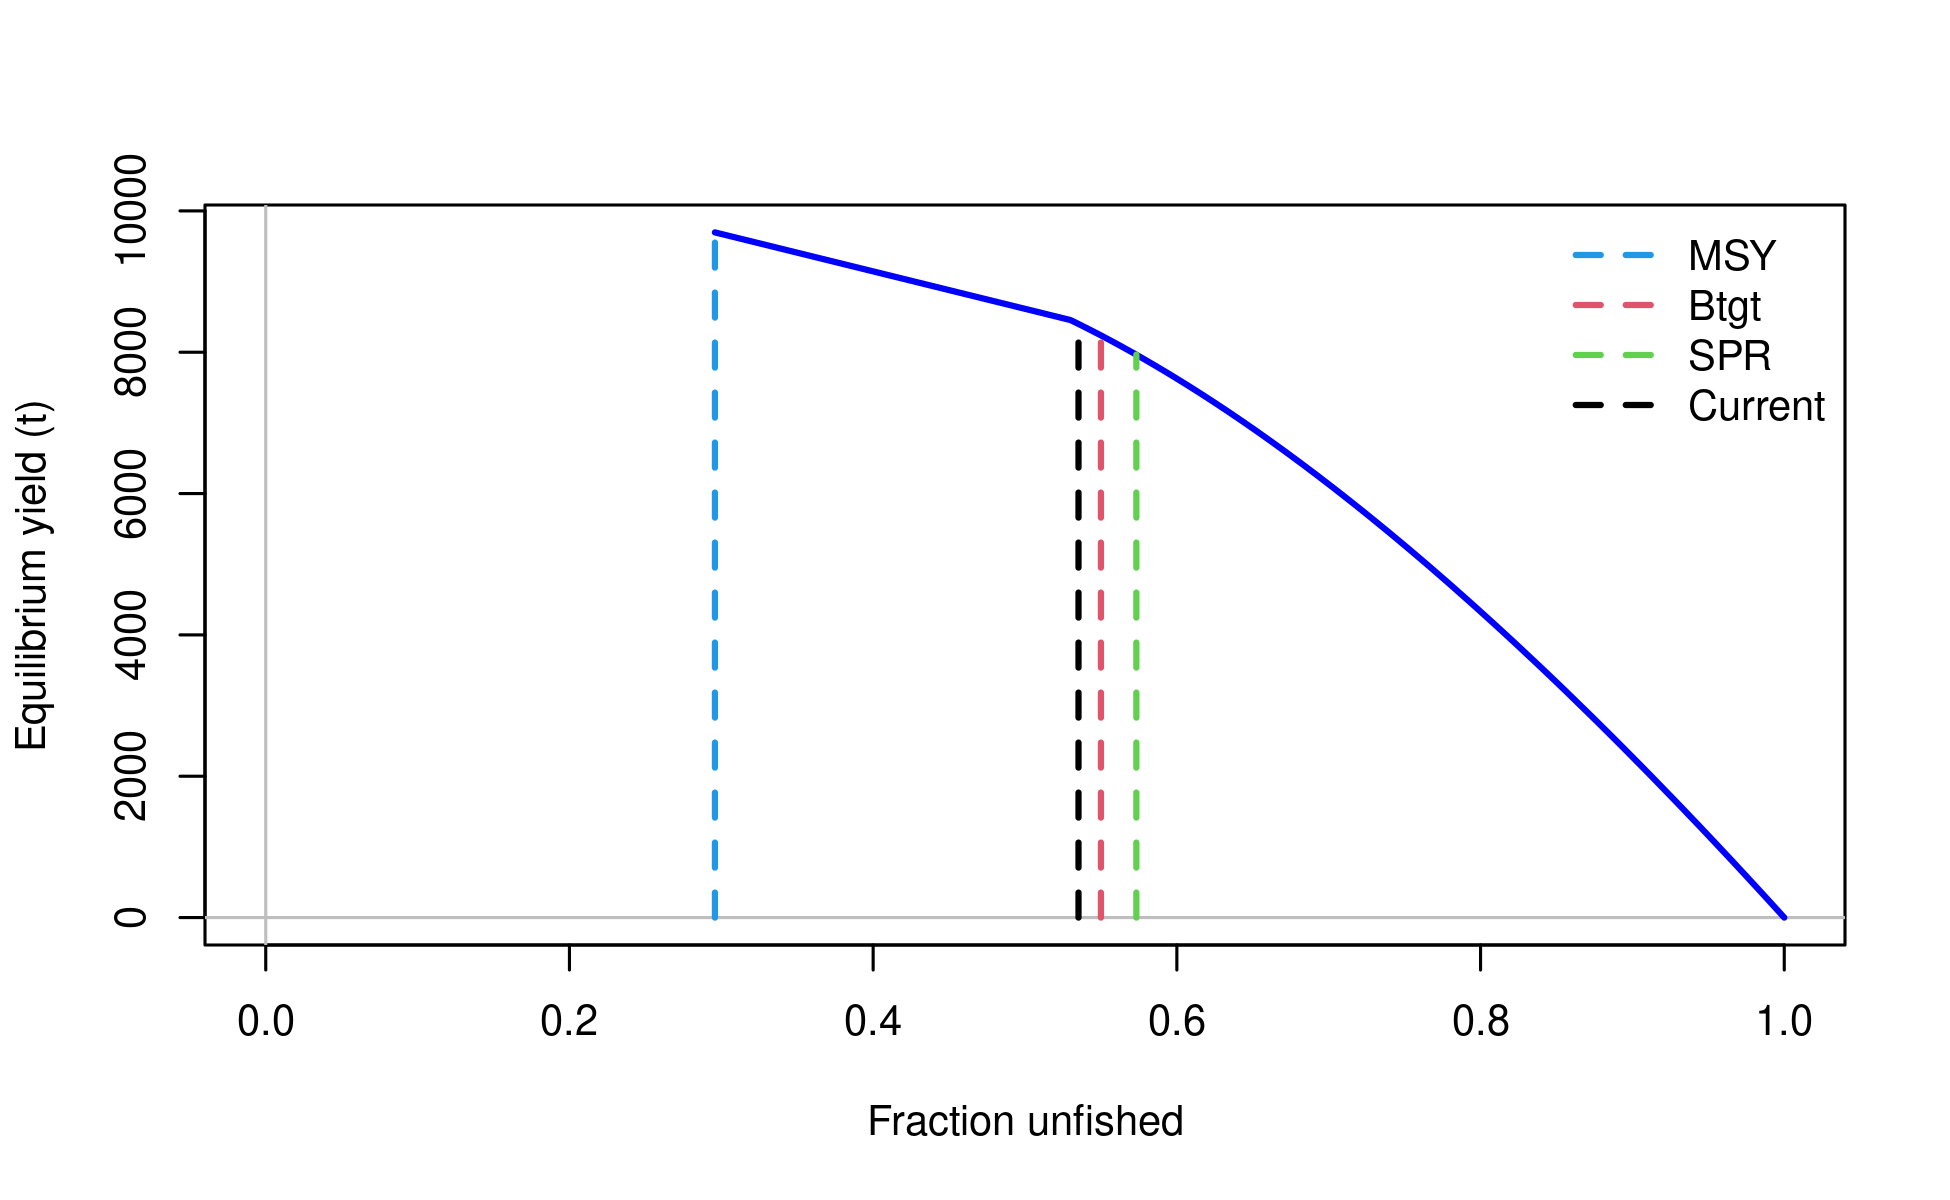 Equilibrium yield (t)
10000
8000
6000
4000
2000
0
MSY
Btgt
SPR
Current
0.0 0.2 0.4 0.6 0.8 1.0
Fraction unfished